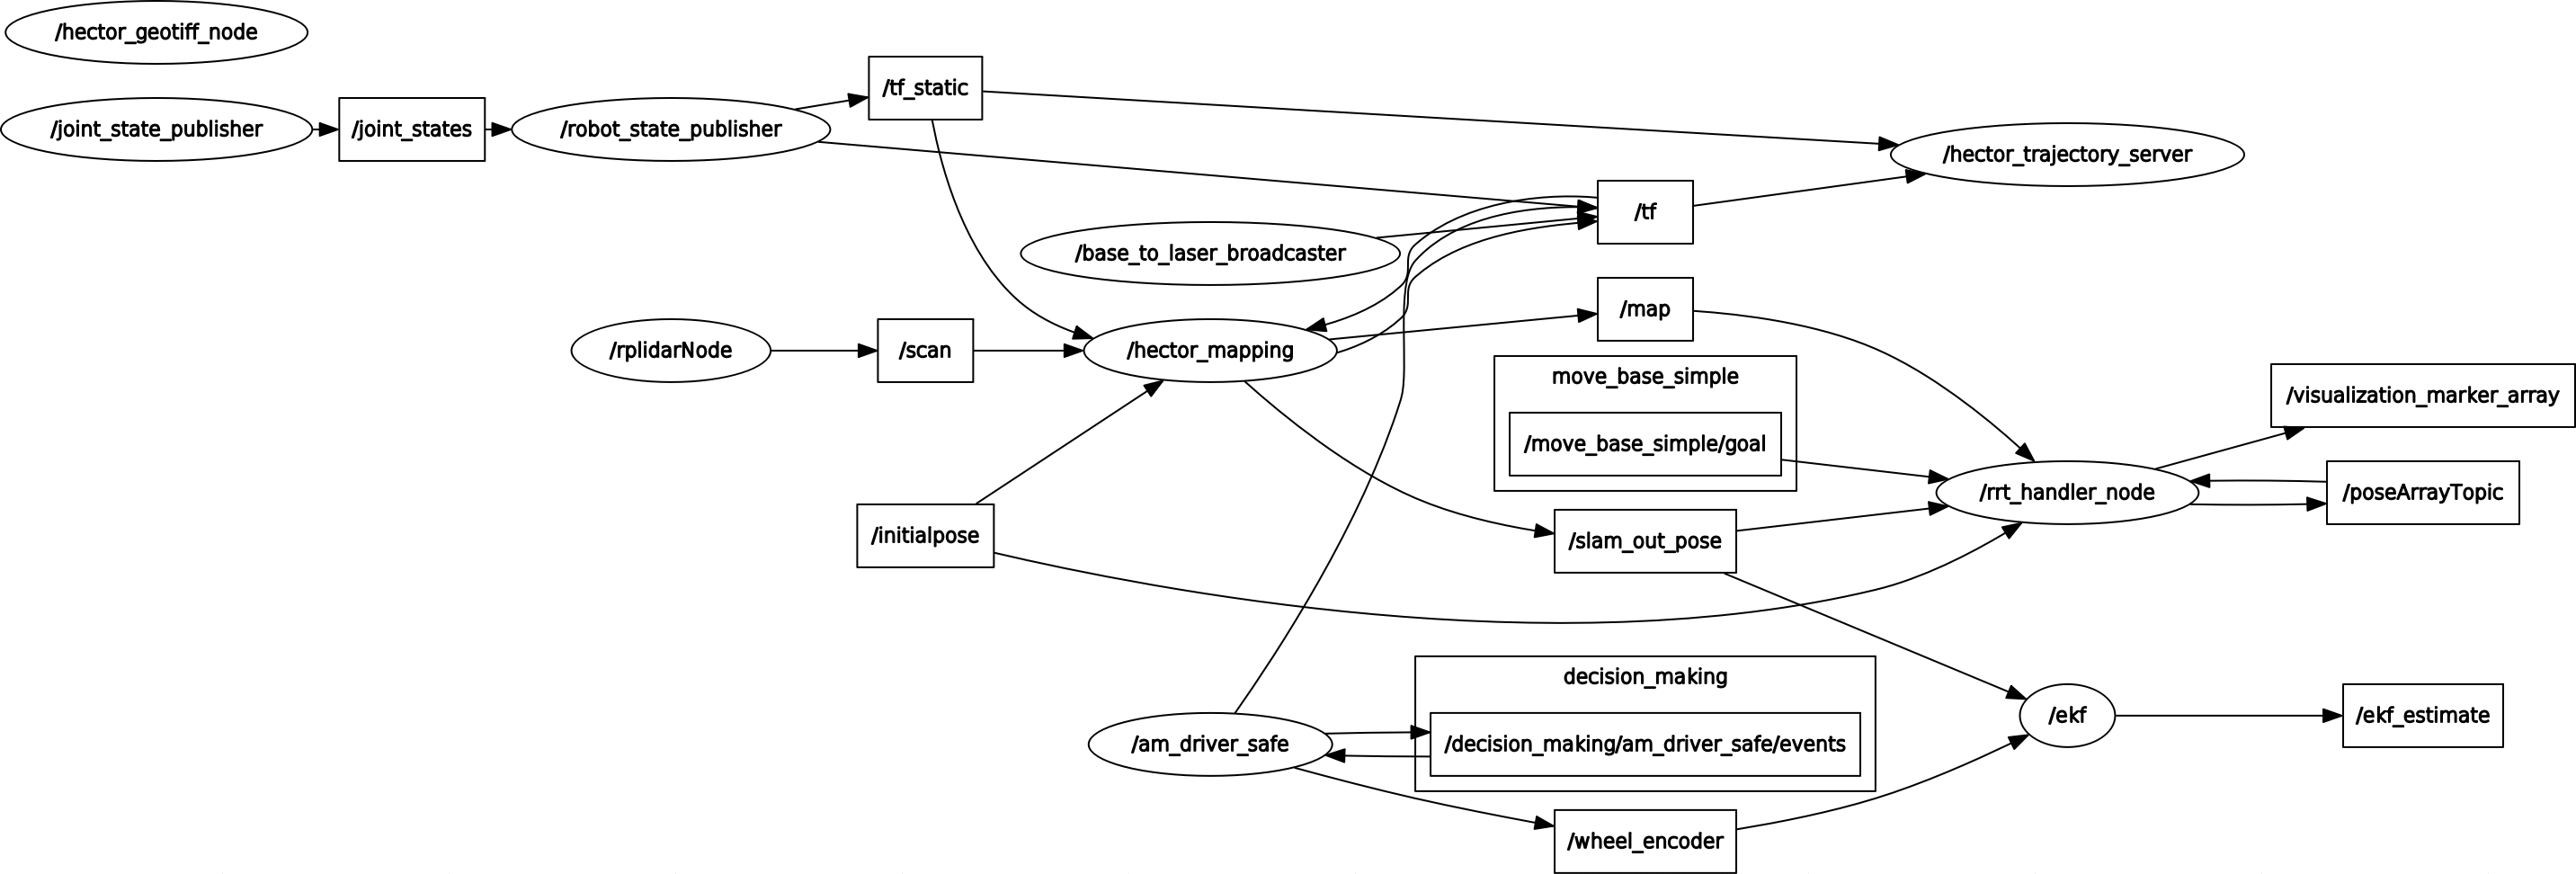 /hector_geotiff_node
/joint_state_publisher
/joint_states
/robot_state_publisher
/tf_static
/hector_trajectory_server
/tf
/base_to_laser_broadcaster
/map
/rplidarNode
/scan
/hector_mapping
move_base_simple
/move_base_simple/goal
/visualization_marker_array
/rrt_handler_node
/poseArrayTopic
/initialpose
/slam_out_pose
decision_making
/am_driver_safe
/decision_making/am_driver_safe/events
/ekf
/ekf_estimate
/wheel_encoder